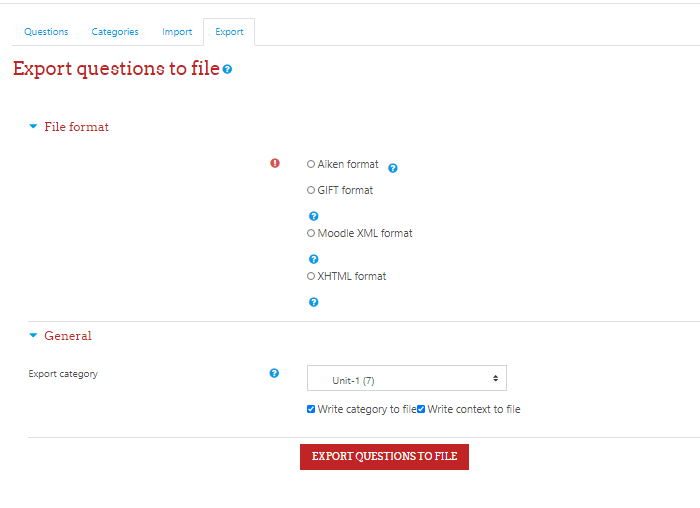 Questions Categories Import Export
Export questions to file
File format
Aiken format
GIFT format
Moodle XML format
XHTML format
General
Export category Unit-1 (7)
Write category to file Write context to file
EXPORT QUESTIONS TO FILE